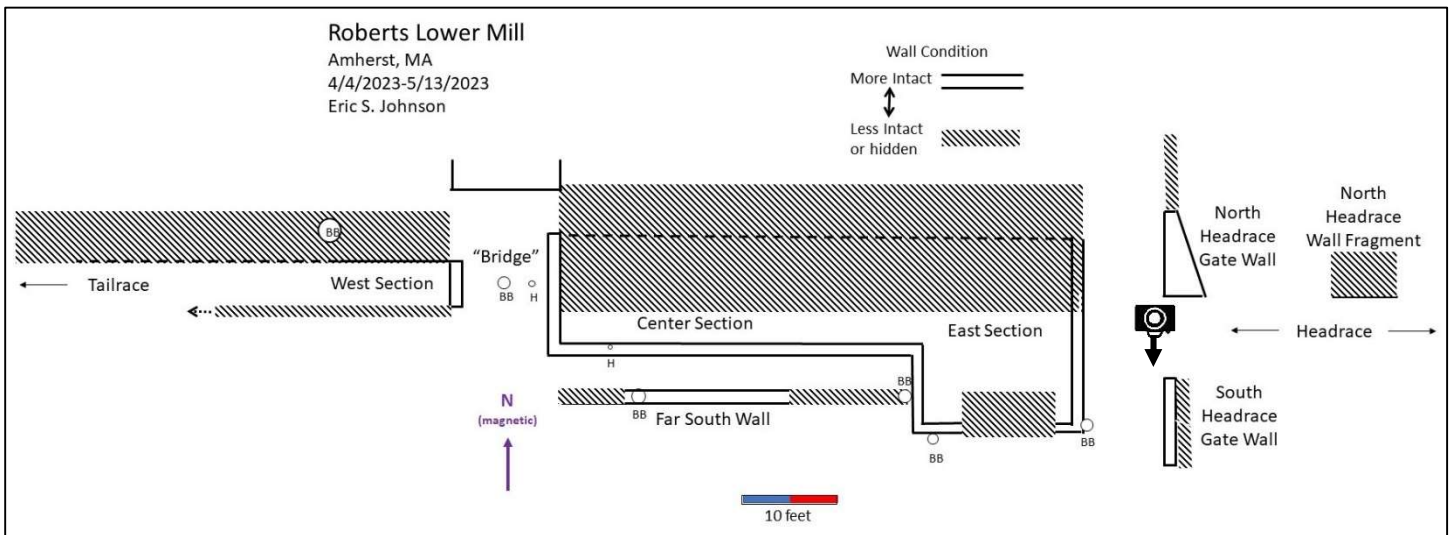 Roberts Lower Mill
Amherst, MA
4/4/2023-5/13/2023
Eric S. Johnson
Wall Condition
More Intact
Less Intact
or hidden
BB
Tailrace
West Section
"Bridge"
BB
H
Center Section
East Section
H
North
Headrace
Gate Wall
North
Headrace
Wall Fragment
Headrace
BB
BB
Far South Wall
BB
BB
South
Headrace
Gate Wall
N
(magnetic)
10 feet